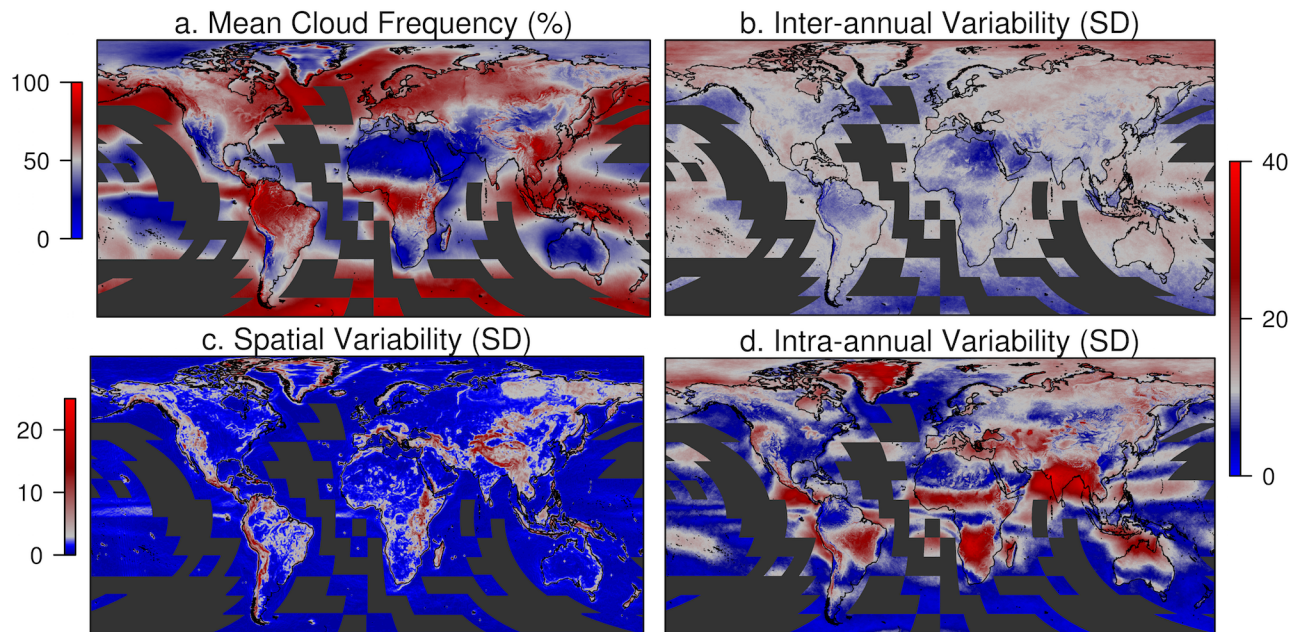 a. Mean Cloud Frequency (%)
b. Inter-annual Variability (SD)
100
50
0
c. Spatial Variability (SD)
d. Intra-annual Variability (SD)
20
10
0
40
20
0